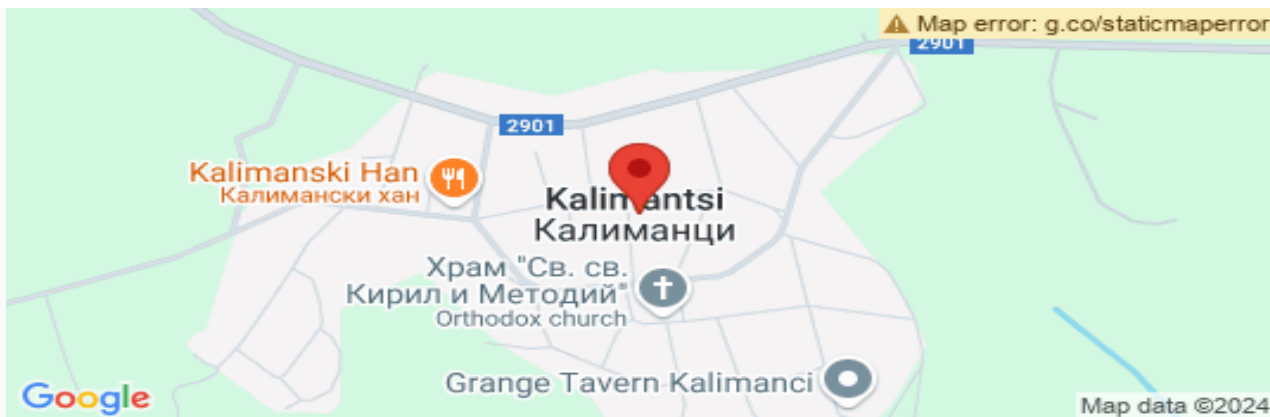 Map error: g.co/staticmaperror
2901
2901
Kalimanski Han
Калимански хан
Kalimantsi
Калиманци
Храм "Св. св.
Кирил и Методий"
Orthodox church
Grange Tavern Kalimanci
Google
Map data ©2024